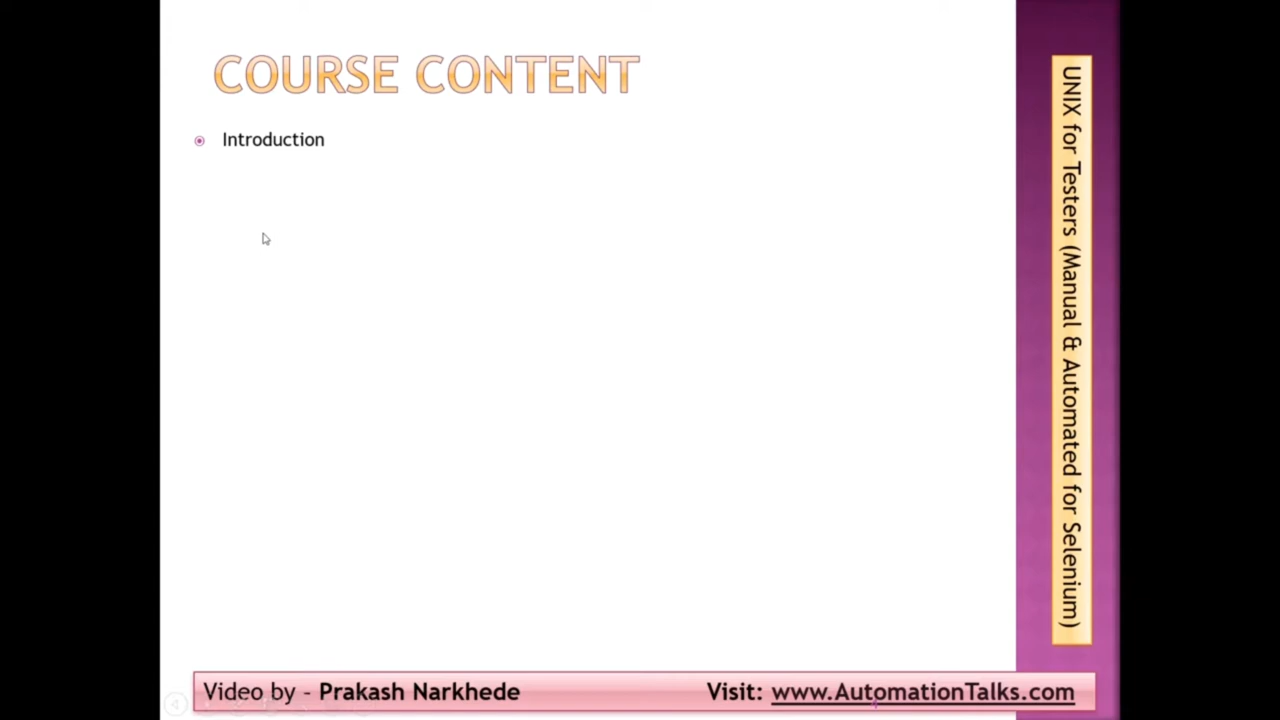 COURSE CONTENT
Introduction
UNIX for Testers (Manual & Automated for Selenium)
Video by - Prakash Narkhede
Visit: www.AutomationTalks.com